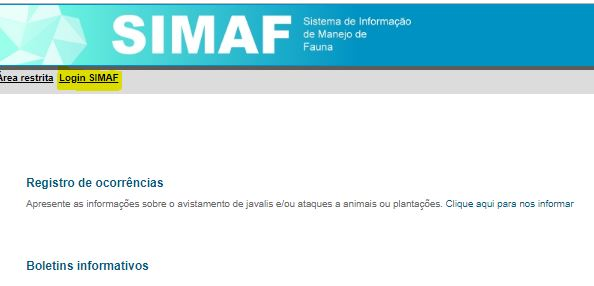 SIMAF
Sistema de Informação
de Manejo de
Fauna
Área restrita Login SIMAF
Registro de ocorrências
Apresente as informações sobre o avistamento de javalis e/ou ataques a animais ou plantações. Clique aqui para nos informar
Boletins informativos